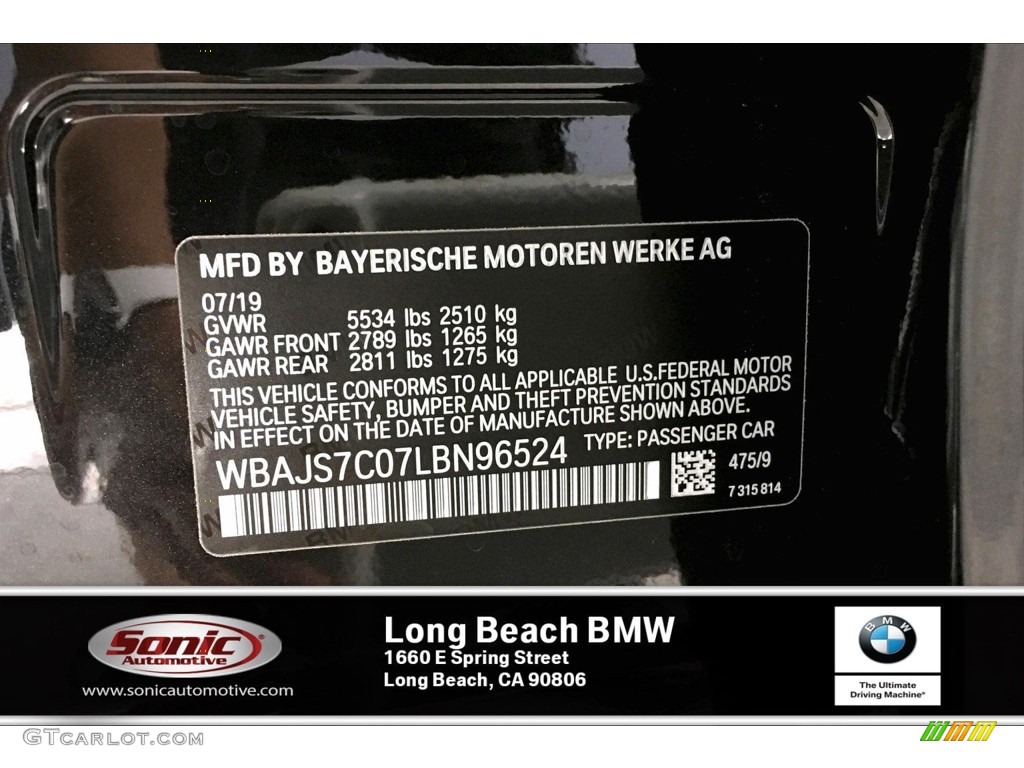 MFD BY BAYERISCHE MOTOREN WERKE AG
07/19
GVWR 5534 lbs 2510 kg
GAWR FRONT 2789 lbs 1265 kg
GAWR REAR 2811 lbs 1275 kg
THIS VEHICLE CONFORMS TO ALL APPLICABLE U.S.FEDERAL MOTOR
VEHICLE SAFETY, BUMPER AND THEFT PREVENTION STANDARDS
IN EFFECT ON THE DATE OF MANUFACTURE SHOWN ABOVE.
WBAJS7C07LBN96524 TYPE: PASSENGER CAR
475/9
7 315 814
Sonic
Automotive
www.sonicautomotive.com
Long Beach BMW
1660 E Spring Street
Long Beach, CA 90806
BMW
The Ultimate
Driving Machine®
GTcarlot.com